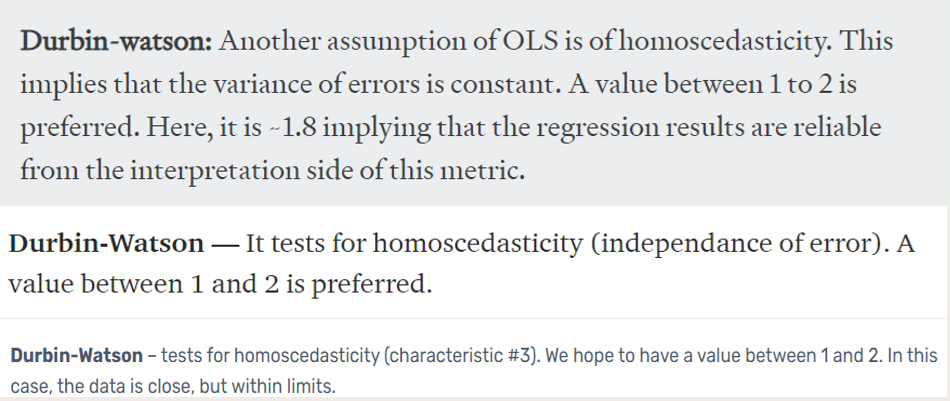 Durbin-watson: Another assumption of OLS is of homoscedasticity. This
implies that the variance of errors is constant. A value between 1 to 2 is
preferred. Here, it is ~1.8 implying that the regression results are reliable
from the interpretation side of this metric.
Durbin-Watson — It tests for homoscedasticity (independance of error). A
value between 1 and 2 is preferred.
Durbin-Watson – tests for homoscedasticity (characteristic #3). We hope to have a value between 1 and 2. In this
case, the data is close, but within limits.